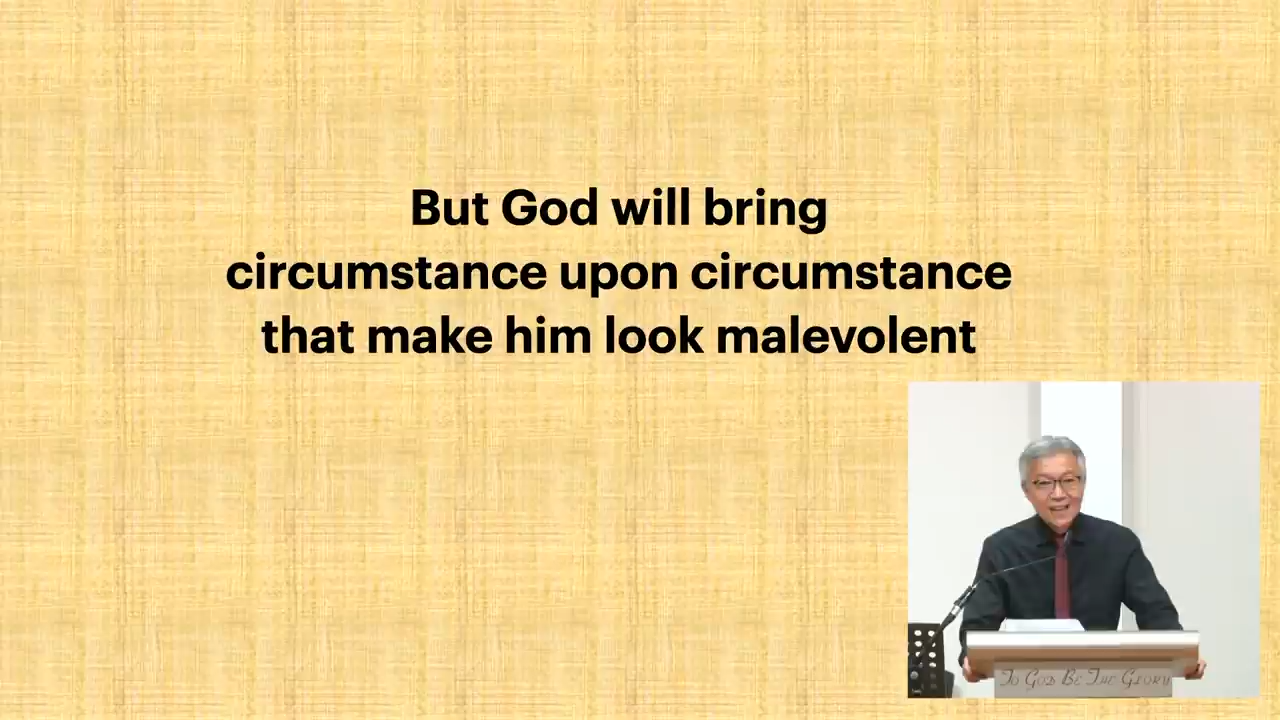 But God will bring
circumstance upon circumstance
that make him look malevolent
To God Be The Glory